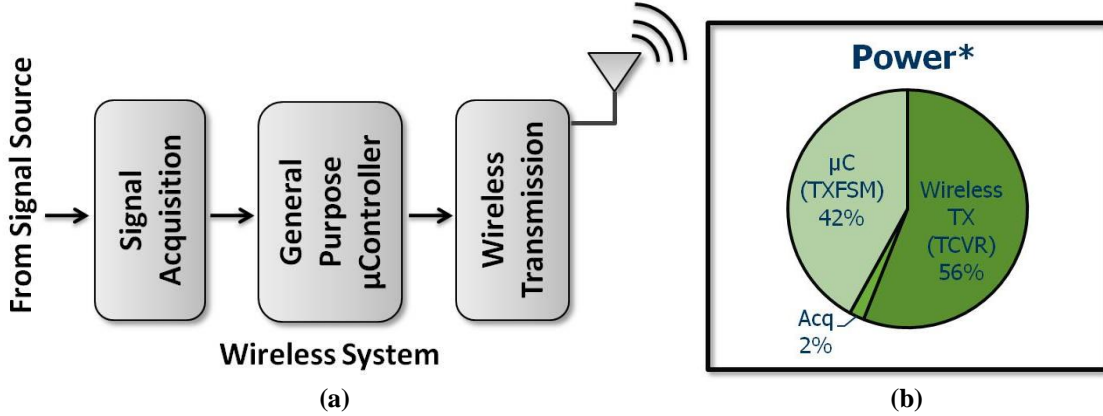 From Signal Source
Signal
Acquisition
General
Purpose
µController
Wireless
Transmission
Wireless System
(a)
Power*
µC
(TXFSM)
42%
Wireless
TX
(TCVR)
56%
Acq
2%
(b)